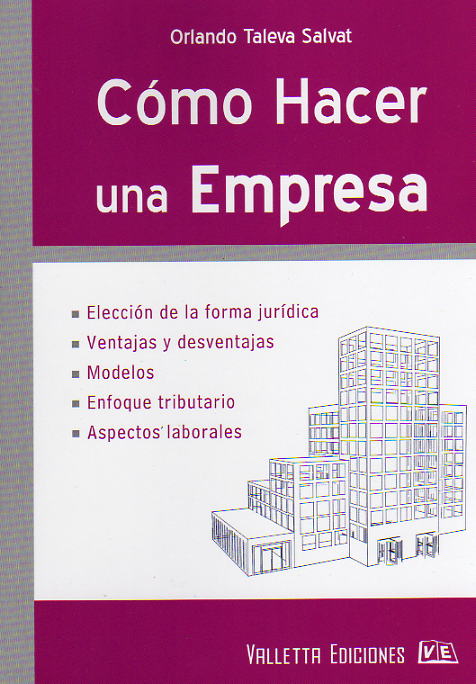 Orlando Taleva Salvat
Cómo Hacer
una Empresa
Elección de la forma jurídica
Ventajas y desventajas
Modelos
Enfoque tributario
Aspectos laborales
VALLETTA EDICIONES VE